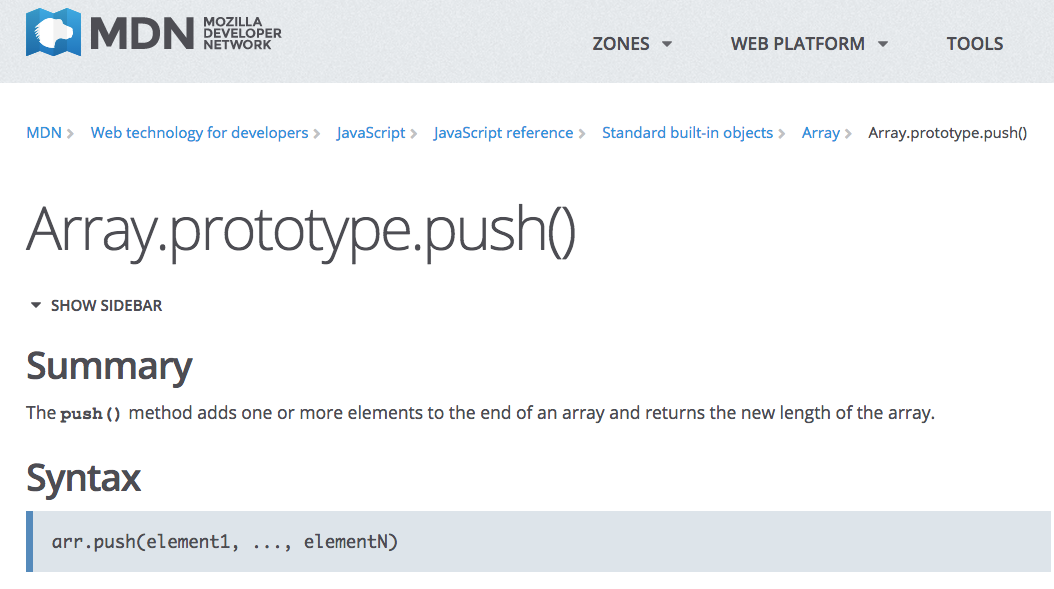 MDN MOZILLA
DEVELOPER
NETWORK
ZONES WEB PLATFORM TOOLS
MDN Web technology for developers JavaScript JavaScript reference Standard built-in objects Array Array.prototype.push()
Array.prototype.push()
SHOW SIDEBAR
Summary
The push() method adds one or more elements to the end of an array and returns the new length of the array.
Syntax
arr.push(element1, ..., elementN)